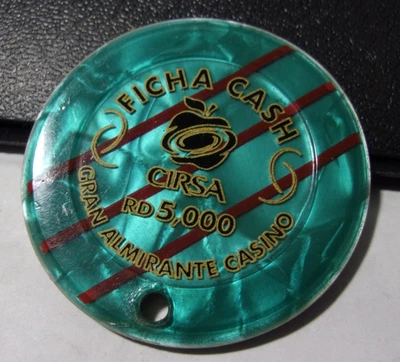 FICHA CASH
CIRSA
RD 5,000
GRAN ALMIRANTE CASINO